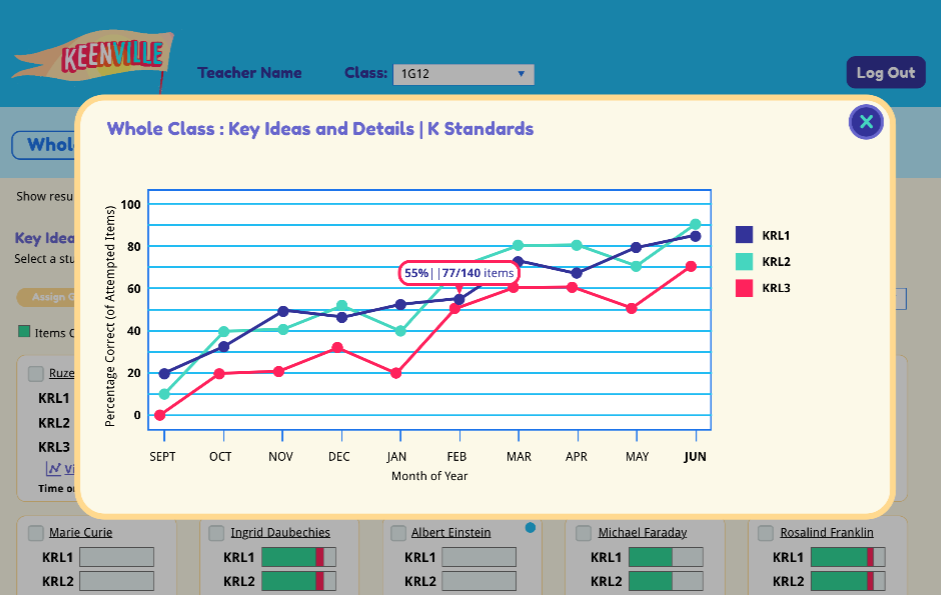 KEENVILLE
Teacher Name
Class:
1G12
Log Out
Whol
Whole Class : Key Ideas and Details | K Standards
Show resu
Key Idea
Select a stu
Assign G
Items C
Percentage Correct (of Attempted Items)
100
80
60
40
20
0
55%||77/140 items
KRL1
KRL2
KRL3
SEPT OCT NOV DEC JAN FEB MAR APR MAY JUN
Month of Year
Ruze
KRL1
KRL2
KRL3
Vi
Time o
Marie Curie
KRL1
KRL2
Ingrid Daubechies
KRL1
KRL2
Albert Einstein
KRL1
KRL2
Michael Faraday
KRL1
KRL2
Rosalind Franklin
KRL1
KRL2